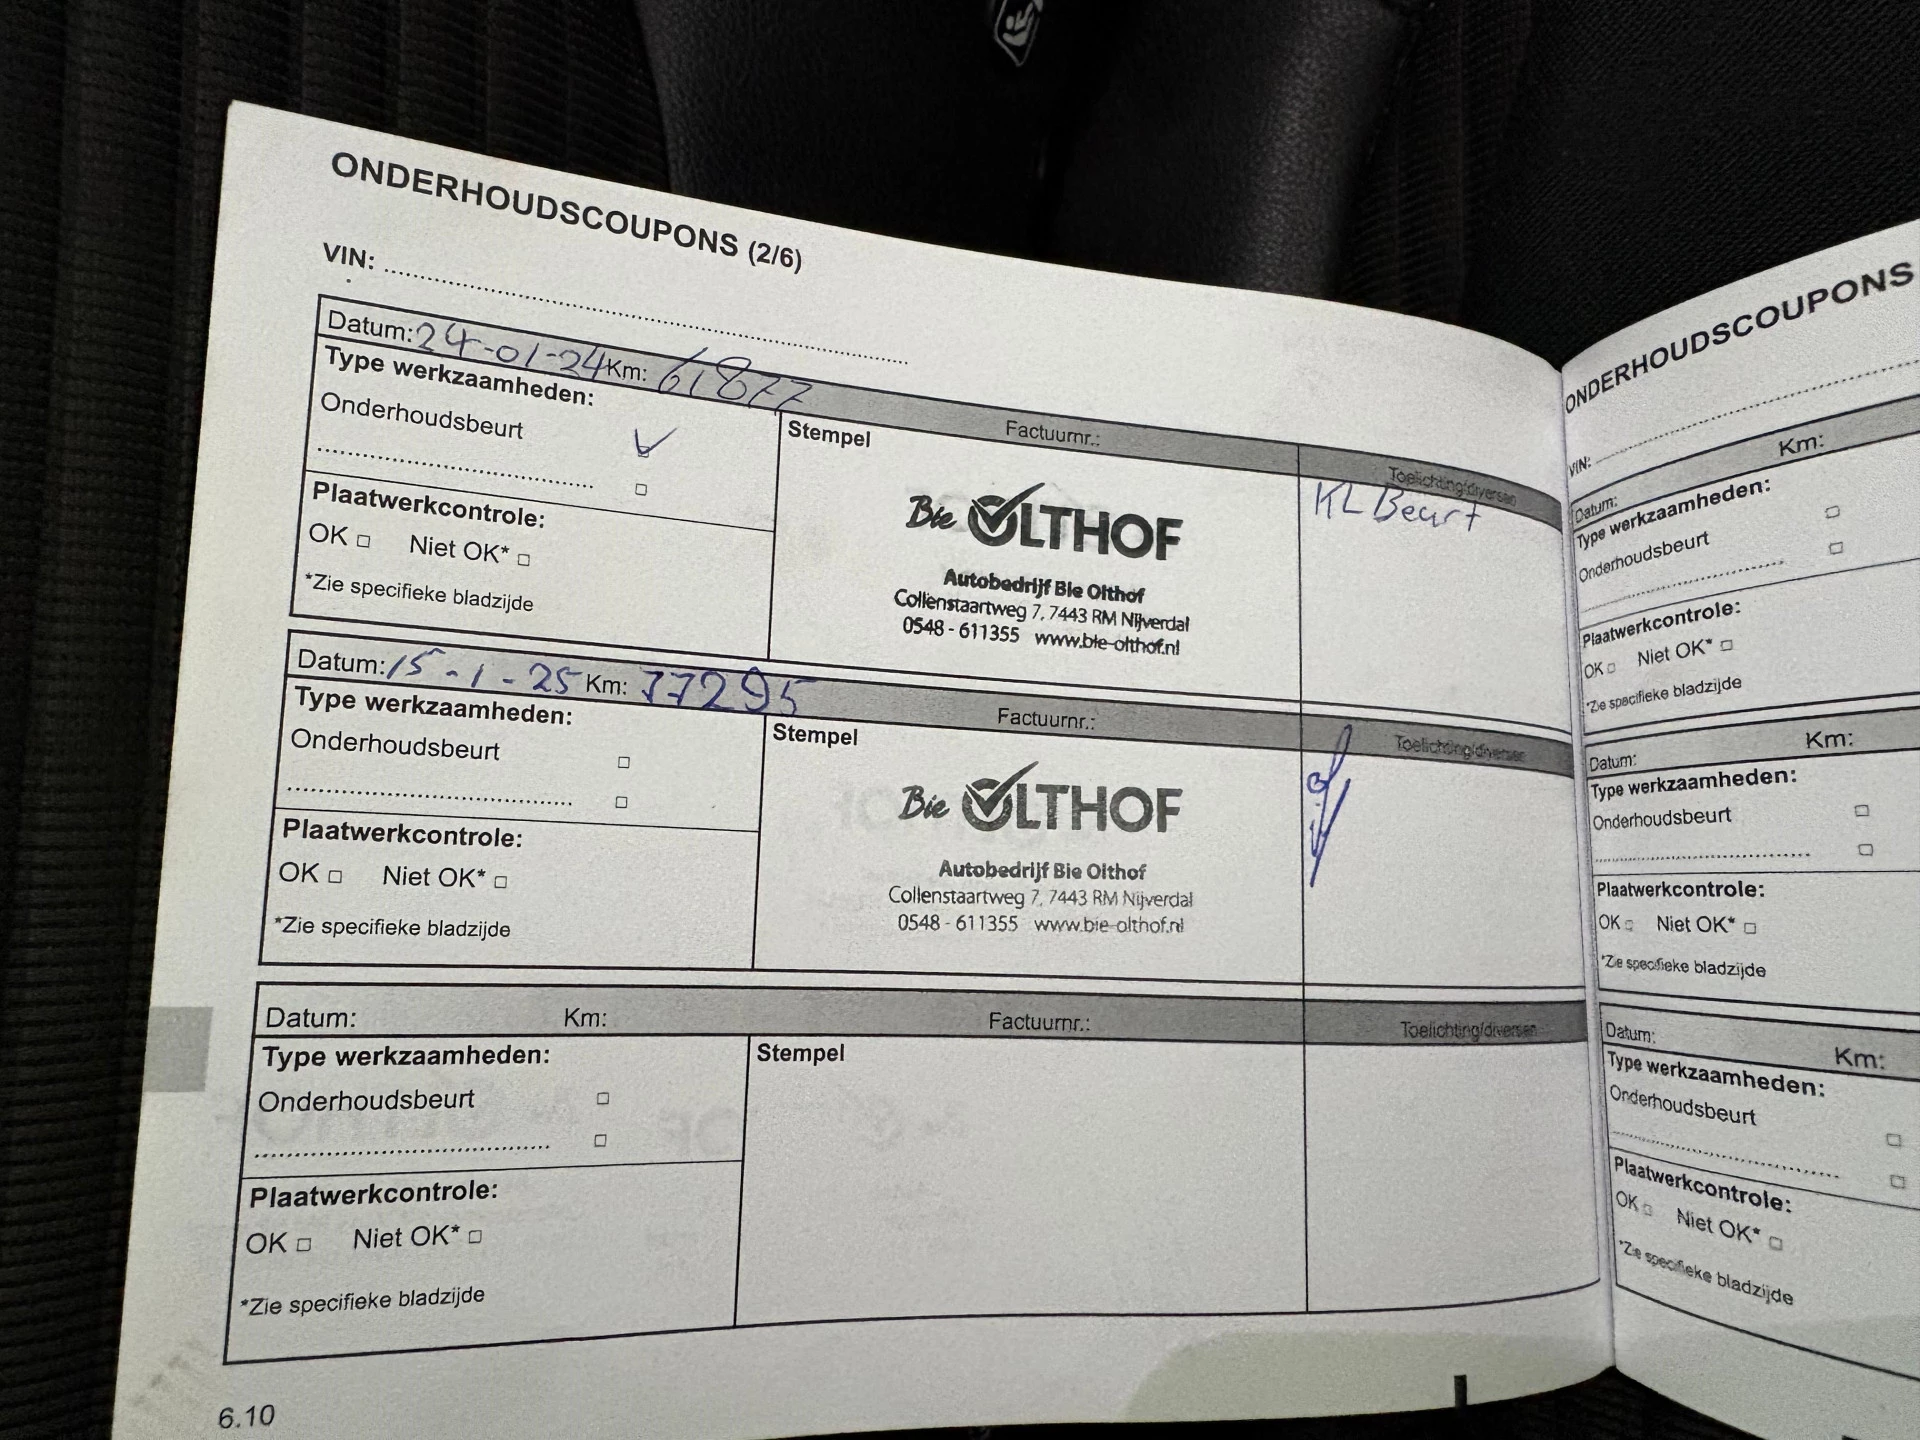 ONDERHOUDSCOUPONS (2/6)
VIN:
Datum: 24-01-24 Km: 61877
Factuurnr.:
Toelichting/diversen
Type werkzaamheden:
Onderhoudsbeurt
Plaatwerkcontrole:
OK Niet OK*
*Zie specifieke bladzijde
Stempel
Bie OLTHOF
Autobedrijf Bie Olthof
Collenstaartweg 7, 7443 RM Nijverdal
0548 - 611355 www.bie-olthof.nl
KL Beurt
Datum: 15-1-25 Km: 77295
Factuurnr.:
Toelichting/diversen
Type werkzaamheden:
Onderhoudsbeurt
Plaatwerkcontrole:
OK Niet OK*
*Zie specifieke bladzijde
Stempel
Bie OLTHOF
Autobedrijf Bie Olthof
Collenstaartweg 7, 7443 RM Nijverdal
0548 - 611355 www.bie-olthof.nl
Datum: Km:
Factuurnr.:
Toelichting/diversen
Type werkzaamheden:
Onderhoudsbeurt
Plaatwerkcontrole:
OK Niet OK*
*Zie specifieke bladzijde
Stempel
6.10
ONDERHOUDSCOUPONS
VIN:
Datum: Km:
Type werkzaamheden:
Onderhoudsbeurt
Plaatwerkcontrole:
OK Niet OK*
*Zie specifieke bladzijde
Datum: Km:
Type werkzaamheden:
Onderhoudsbeurt
Plaatwerkcontrole:
OK Niet OK*
*Zie specifieke bladzijde
Datum: Km:
Type werkzaamheden:
Onderhoudsbeurt
Plaatwerkcontrole:
OK Niet OK*
*Zie specifieke bladzijde